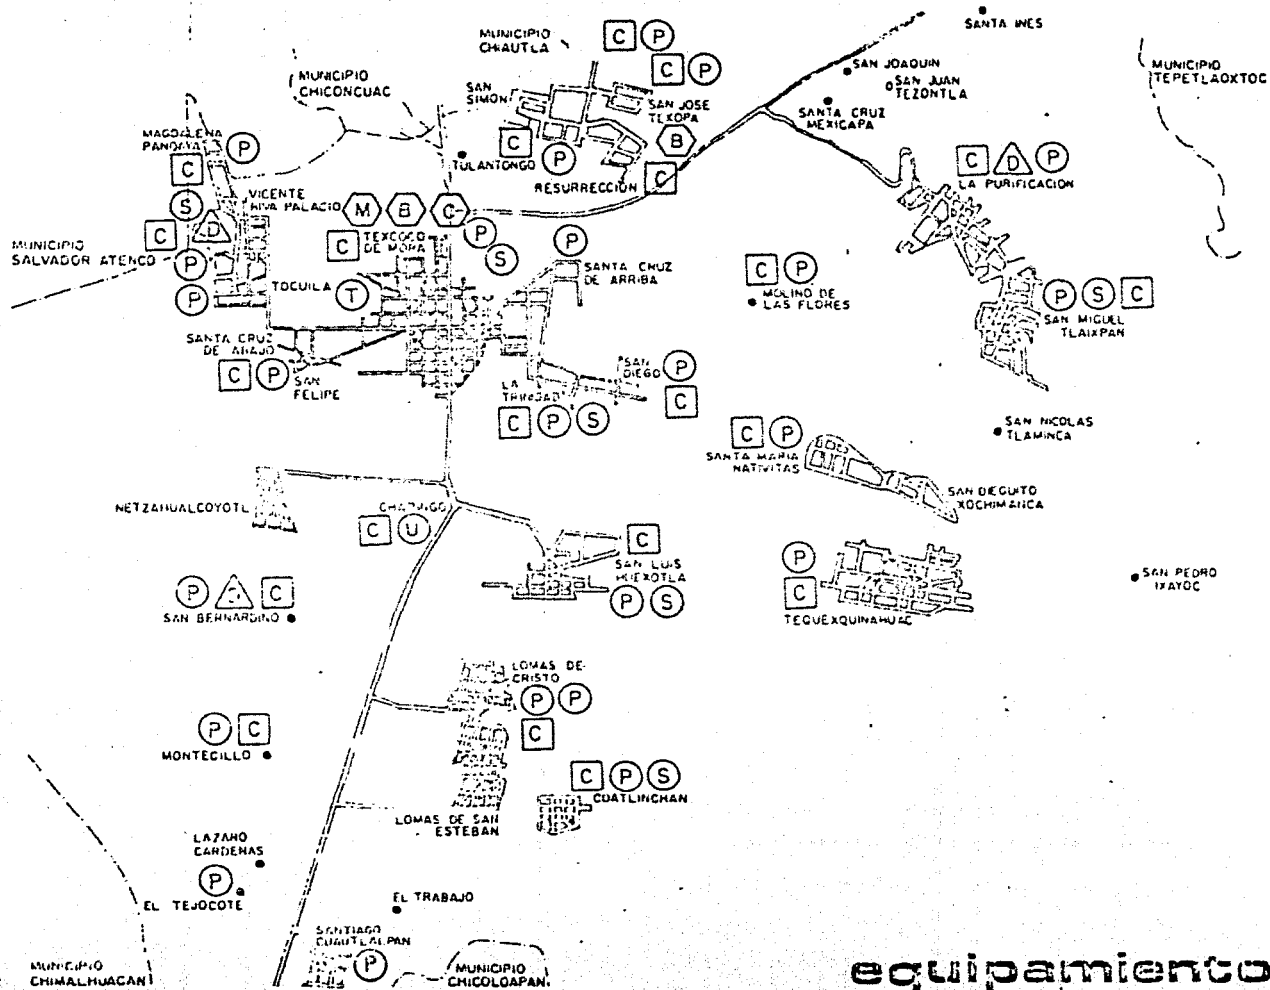 SANTA INES
MUNICIPIO
CHIAUTLA
C P
C P
SAN JOAQUIN
SAN JUAN
TEZONTLA
MUNICIPIO
TEPETLAOXTOC
MUNICIPIO
CHICONCUAC
SAN
SIMON
SAN JOSE
TEXOPA
SANTA CRUZ
MEXICAPA
MAGDALENA
PANOAYA
P
C
C
TULANTONGO
P
B
RESURRECCION
C
C D P
LA PURIFICACION
S
VICENTE
RIVA PALACIO
M B C
C D
P
MUNICIPIO
SALVADOR ATENCO
C
TEXCOCO
DE MORA
P
S
P
SANTA CRUZ
DE ARRIBA
C P
MOLINO DE
LAS FLORES
P
TOCUILA
T
P S C
SAN MIGUEL
TLAIXPAN
SANTA CRUZ
DE ABAJO
C P
SAN
FELIPE
SAN
DIEGO
P
C
LA
TRINIDAD
C P S
SAN NICOLAS
TLAMINCA
C P
SANTA MARIA
NATIVITAS
SAN DIEGUITO
XOCHIMANCA
NETZAHUALCOYOTL
CHAPINGO
C U
C
SAN LUIS
HUEXOTLA
P S
P
C
TEQUEXQUINAHUAC
SAN PEDRO
IXAYOC
P C
SAN BERNARDINO
LOMAS DE
CRISTO
P P
C
P C
MONTECILLO
C P S
CUATLINCHAN
LOMAS DE SAN
ESTEBAN
LAZARO
CARDENAS
P
EL TEJOCOTE
EL TRABAJO
SANTIAGO
CUAUTLALPAN
P
MUNICIPIO
CHIMALHUACAN
MUNICIPIO
CHICOLOAPAN
equipamiento